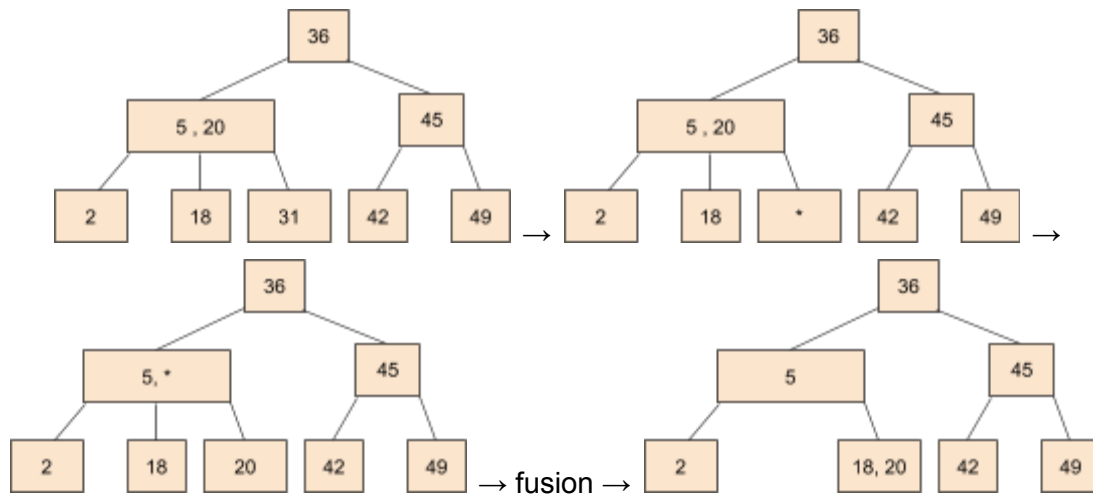 36 36
5 , 20 45 5 , 20 45
2 18 31 42 49 → 2 18 * 42 49 →
36 36
5, * 45 5 45
2 18 20 42 49 → fusion → 2 18, 20 42 49